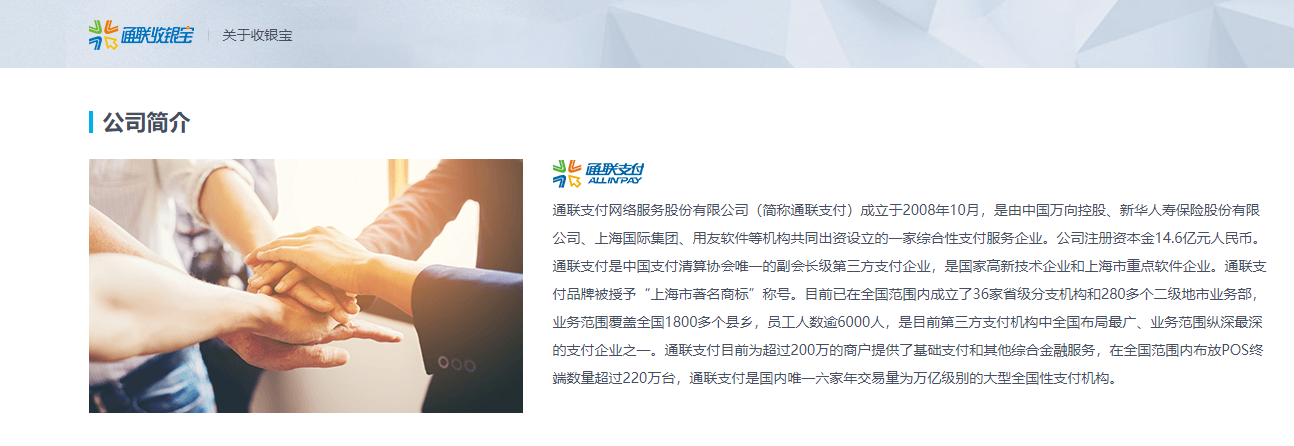 通联收银宝 关于收银宝
公司简介
通联支付
ALLINPAY
通联支付网络服务股份有限公司（简称通联支付）成立于2008年10月，是由中国万向控股、新华人寿保险股份有限
公司、上海国际集团、用友软件等机构共同出资设立的一家综合性支付服务企业。公司注册资本金14.6亿元人民币。
通联支付是中国支付清算协会唯一的副会长级第三方支付企业，是国家高新技术企业和上海市重点软件企业。通联支
付品牌被授予“上海市著名商标”称号。目前已在全国范围内成立了36家省级分支机构和280多个二级地市业务部，
业务范围覆盖全国1800多个县乡，员工人数逾6000人，是目前第三方支付机构中全国布局最广、业务范围纵深最深
的支付企业之一。通联支付目前为超过200万的商户提供了基础支付和其他综合金融服务，在全国范围内布放POS终
端数量超过220万台，通联支付是国内唯一六家年交易量为万亿级别的大型全国性支付机构。